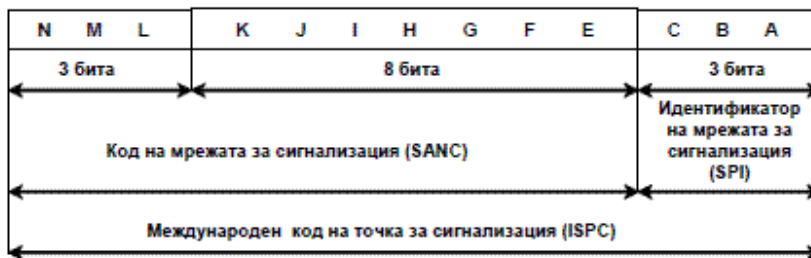 N M L K J I H G F E C B A
3 бита 8 бита 3 бита
Идентификатор
на мрежата за
сигнализация
(SPI)
Код на мрежата за сигнализация (SANC)
Международен код на точка за сигнализация (ISPC)